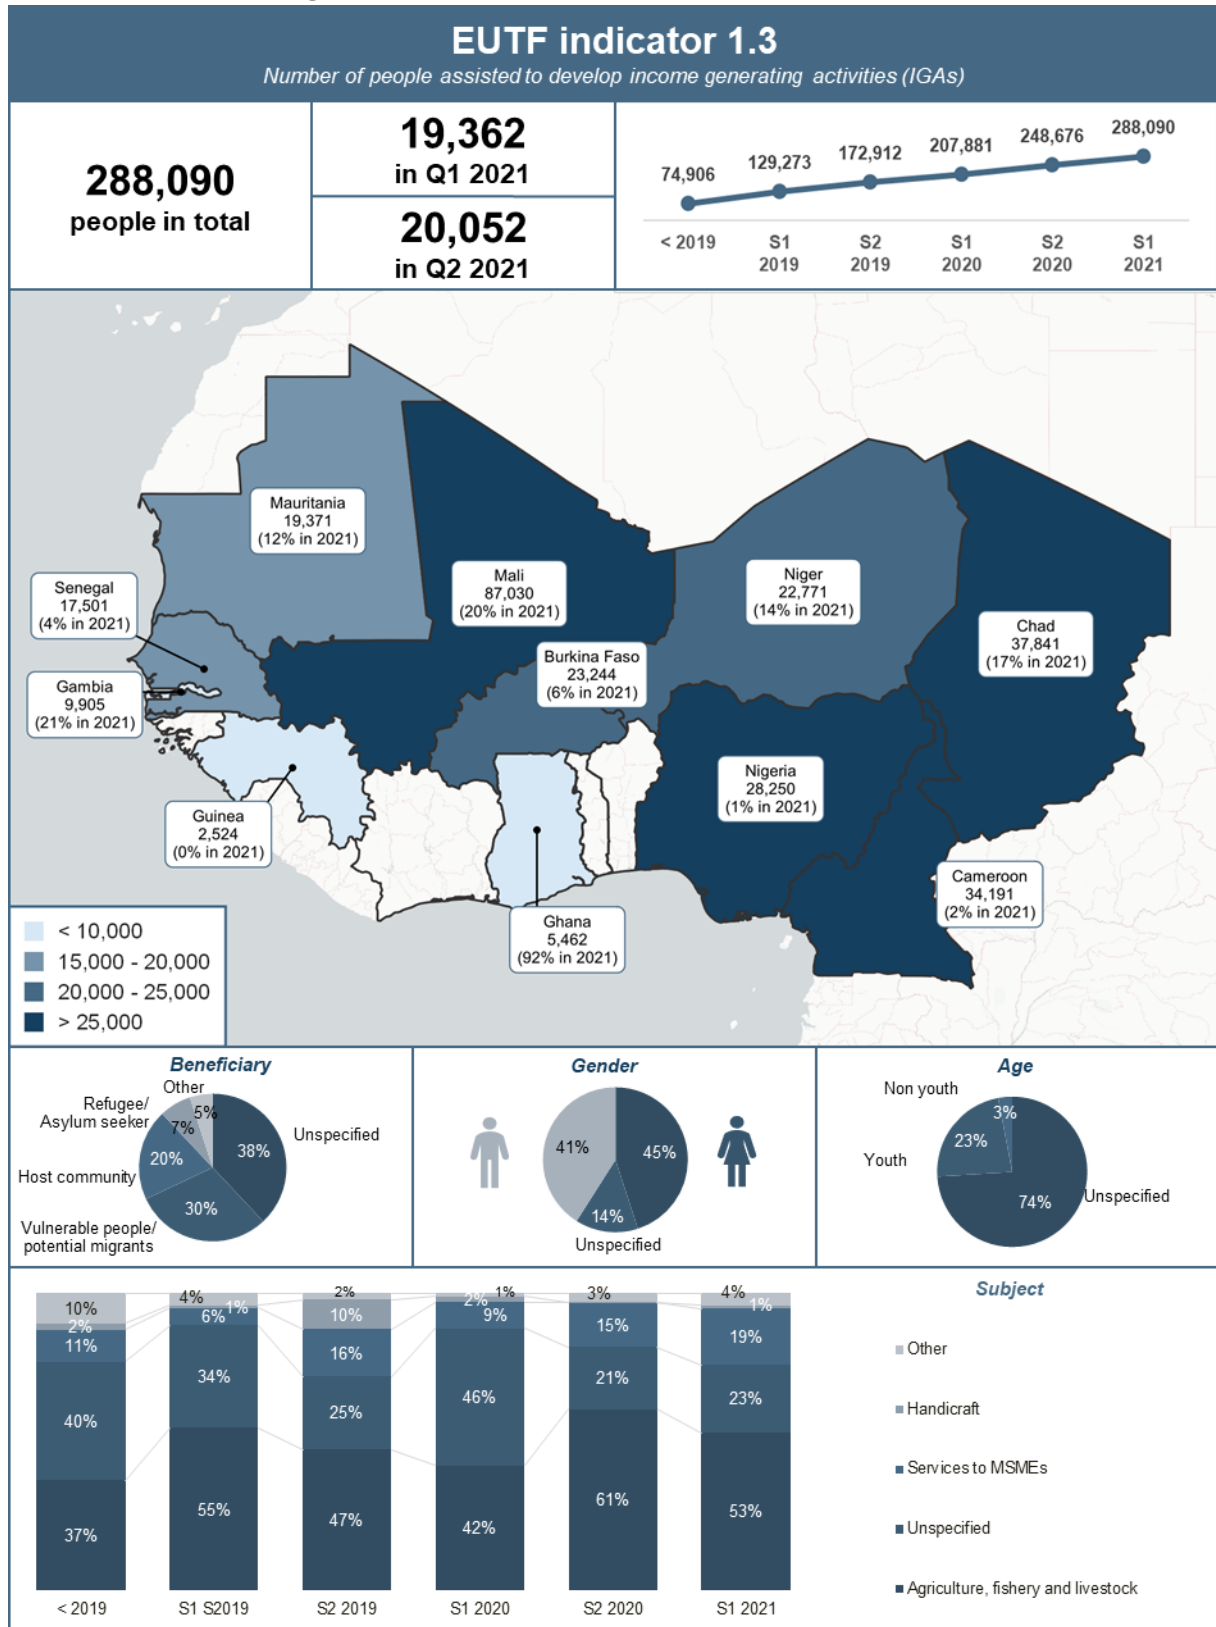 EUTF indicator 1.3
Number of people assisted to develop income generating activities (IGAs)
288,090
people in total
19,362
in Q1 2021
20,052
in Q2 2021
74,906
129,273
172,912
207,881
248,676
288,090
< 2019
S1
2019
S2
2019
S1
2020
S2
2020
S1
2021
Mauritania
19,371
(12% in 2021)
Mali
87,030
(20% in 2021)
Niger
22,771
(14% in 2021)
Senegal
17,501
(4% in 2021)
Chad
37,841
(17% in 2021)
Burkina Faso
23,244
(6% in 2021)
Gambia
9,905
(21% in 2021)
Nigeria
28,250
(1% in 2021)
Guinea
2,524
(0% in 2021)
Cameroon
34,191
(2% in 2021)
Ghana
5,462
(92% in 2021)
< 10,000
15,000 - 20,000
20,000 - 25,000
> 25,000
Beneficiary
Other
Refugee/
Asylum seeker
Host community
Vulnerable people/
potential migrants
Unspecified
5%
7%
20%
30%
38%
Gender
41%
45%
14%
Unspecified
Age
Non youth
Youth
Unspecified
3%
23%
74%
10%
2%
11%
40%
37%
< 2019
4%
1%
6%
34%
55%
S1 S2019
2%
10%
16%
25%
47%
S2 2019
1%
2%
9%
46%
42%
S1 2020
3%
15%
21%
61%
S2 2020
4%
1%
19%
23%
53%
S1 2021
Subject
Other
Handicraft
Services to MSMEs
Unspecified
Agriculture, fishery and livestock